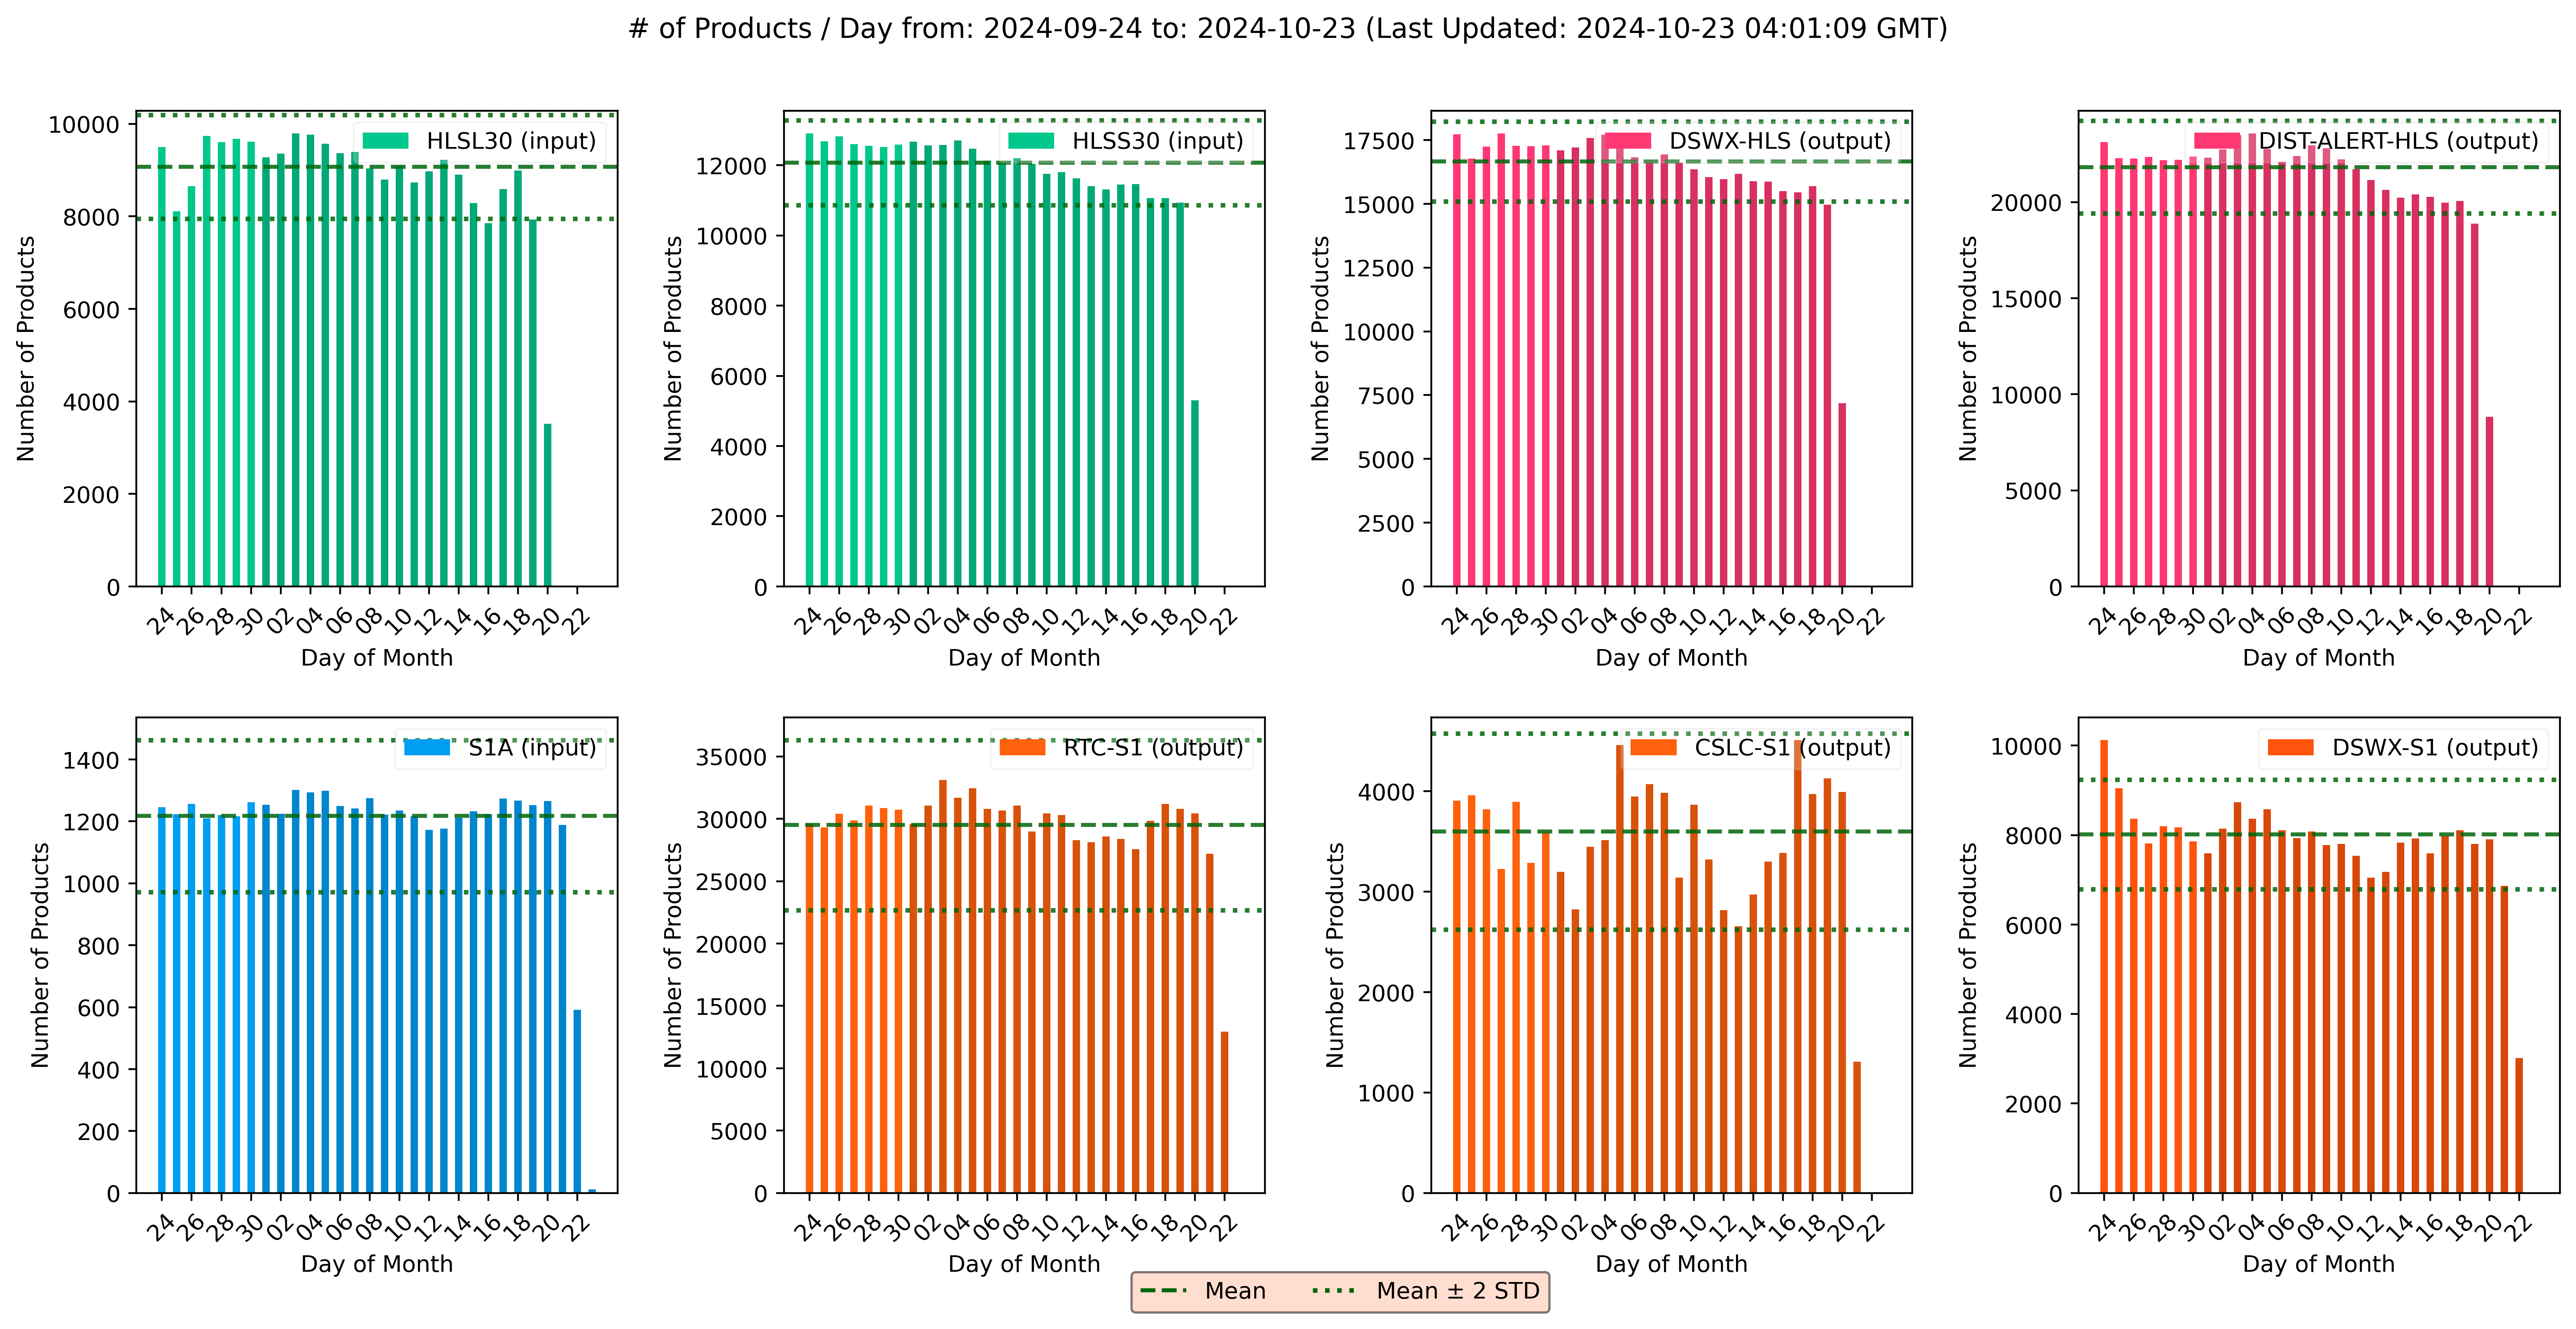 # of Products / Day from: 2024-09-24 to: 2024-10-23 (Last Updated: 2024-10-23 04:01:09 GMT)
HLSL30 (input)
Number of Products
10000
8000
6000
4000
2000
0
24 26 28 30 02 04 06 08 10 12 14 16 18 20 22
Day of Month
HLSS30 (input)
Number of Products
12000
10000
8000
6000
4000
2000
0
24 26 28 30 02 04 06 08 10 12 14 16 18 20 22
Day of Month
DSWX-HLS (output)
Number of Products
17500
15000
12500
10000
7500
5000
2500
0
24 26 28 30 02 04 06 08 10 12 14 16 18 20 22
Day of Month
DIST-ALERT-HLS (output)
Number of Products
20000
15000
10000
5000
0
24 26 28 30 02 04 06 08 10 12 14 16 18 20 22
Day of Month
S1A (input)
Number of Products
1400
1200
1000
800
600
400
200
0
24 26 28 30 02 04 06 08 10 12 14 16 18 20 22
Day of Month
RTC-S1 (output)
Number of Products
35000
30000
25000
20000
15000
10000
5000
0
24 26 28 30 02 04 06 08 10 12 14 16 18 20 22
Day of Month
CSLC-S1 (output)
Number of Products
4000
3000
2000
1000
0
24 26 28 30 02 04 06 08 10 12 14 16 18 20 22
Day of Month
DSWX-S1 (output)
Number of Products
10000
8000
6000
4000
2000
0
24 26 28 30 02 04 06 08 10 12 14 16 18 20 22
Day of Month
Mean Mean ± 2 STD